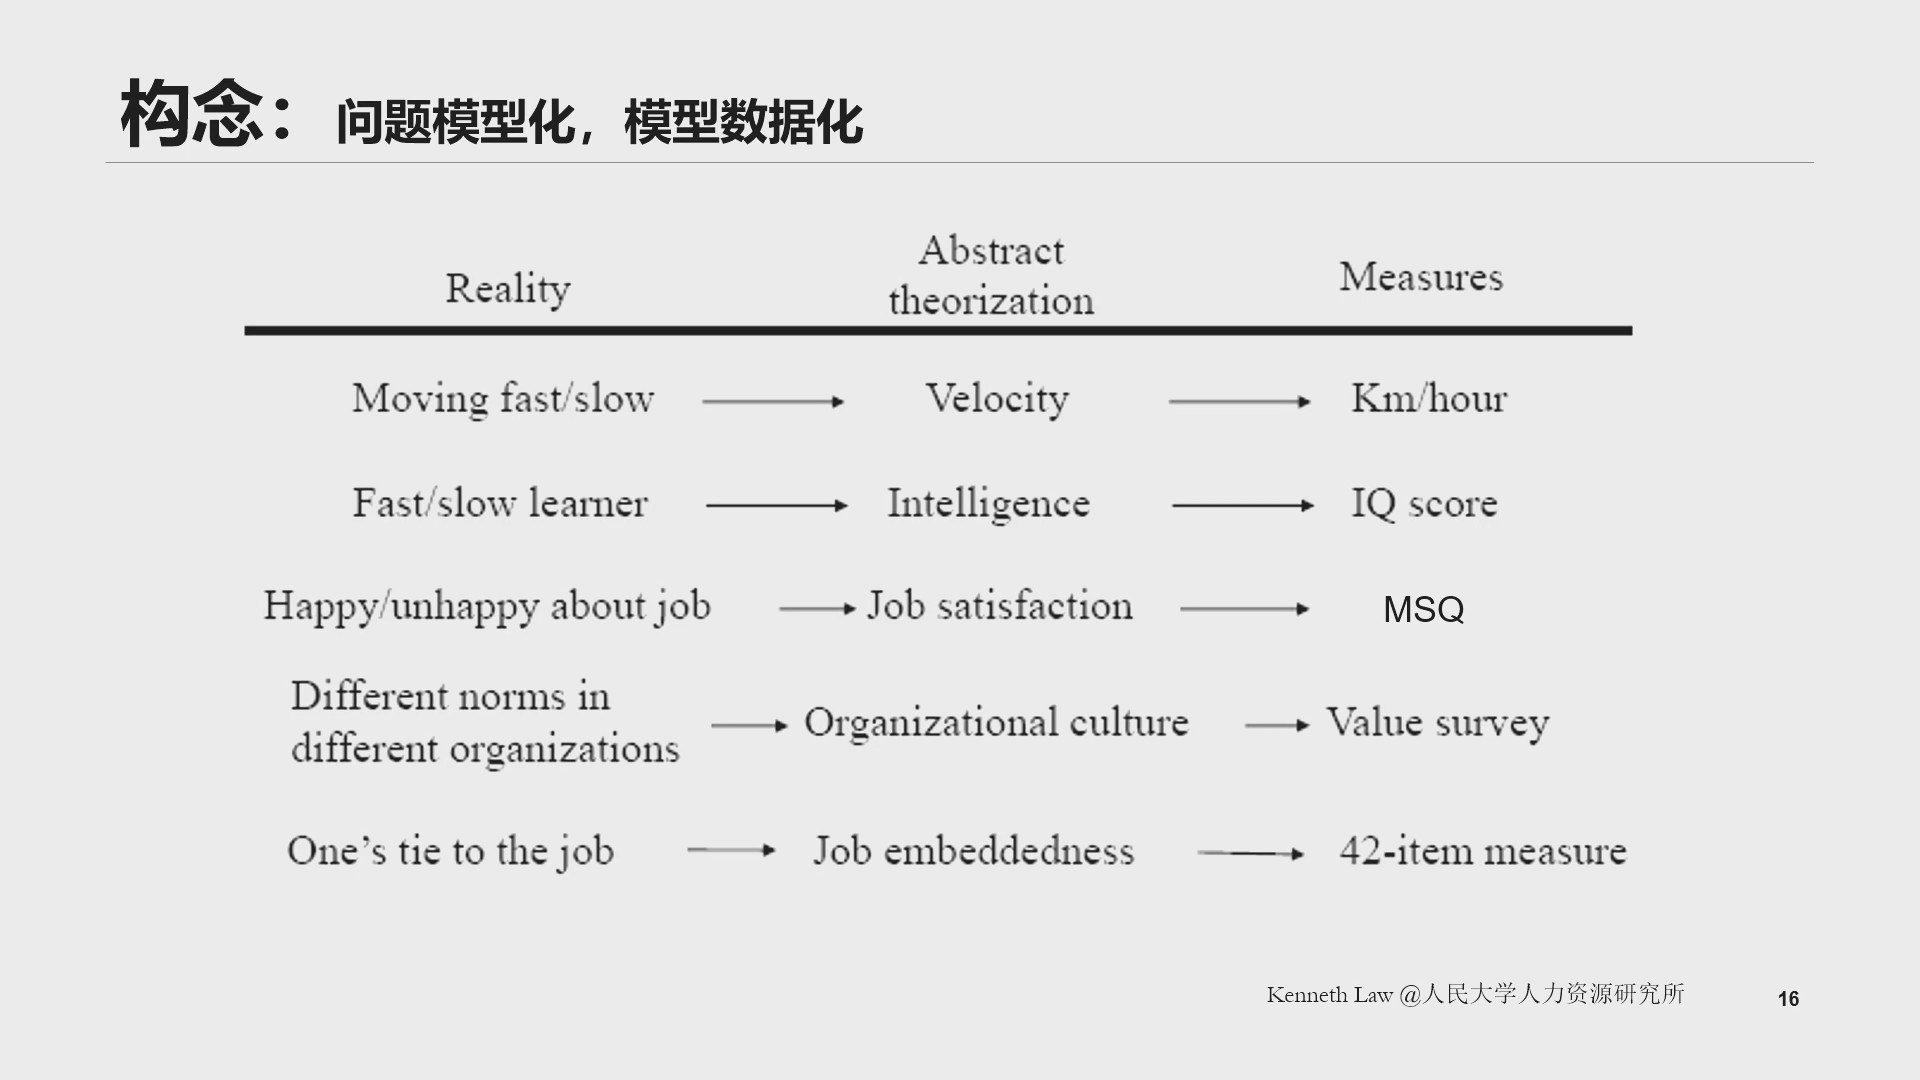 构念：问题模型化，模型数据化
Reality
Abstract
theorization
Measures
Moving fast/slow
Velocity
Km/hour
Fast/slow learner
Intelligence
IQ score
Happy/unhappy about job
Job satisfaction
MSQ
Different norms in
different organizations
Organizational culture
Value survey
One’s tie to the job
Job embeddedness
42-item measure
Kenneth Law @人民大学人力资源研究所
16